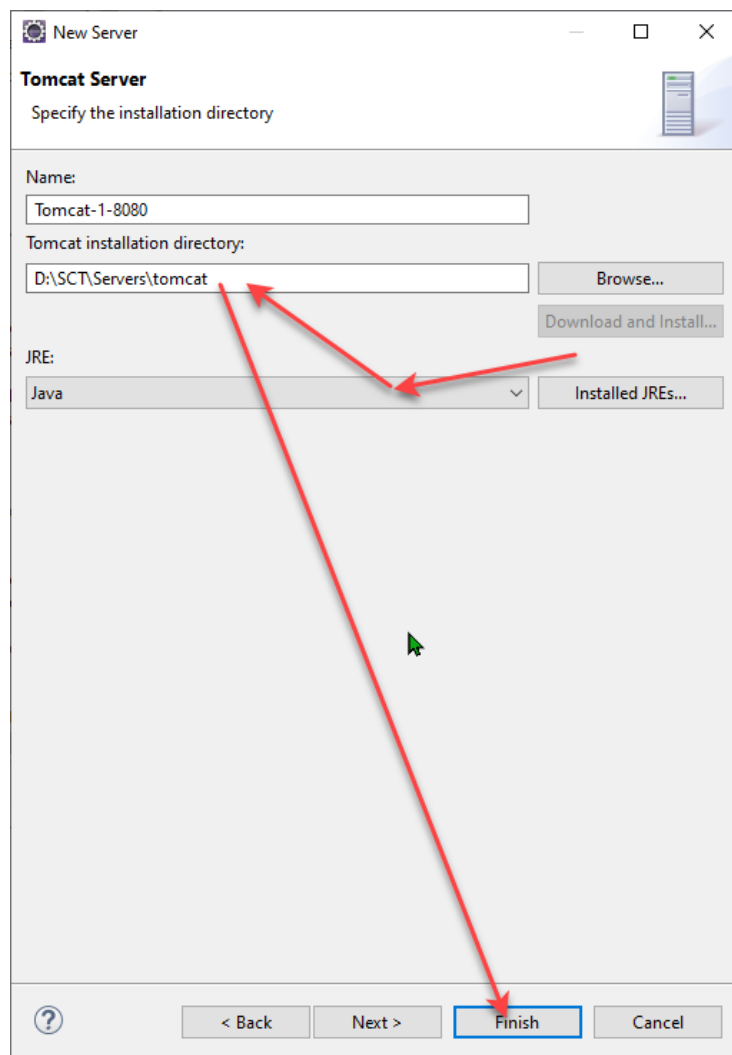 New Server
Tomcat Server
Specify the installation directory
Name:
Tomcat-1-8080
Tomcat installation directory:
D:\SCT\Servers\tomcat
Browse...
Download and Install...
JRE:
Java
Installed JREs...
?
< Back
Next >
Finish
Cancel